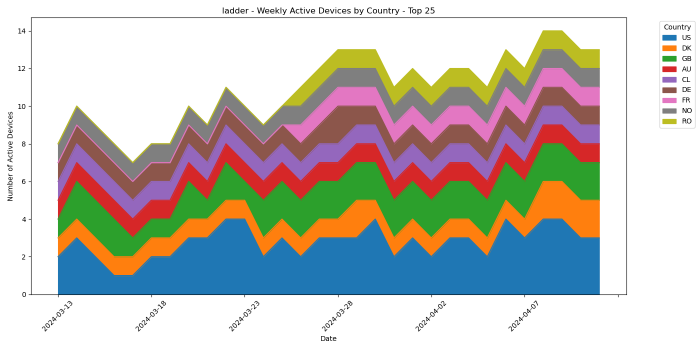 ladder - Weekly Active Devices by Country - Top 25
Number of Active Devices
14
12
10
8
6
4
2
0
2024-03-13
2024-03-18
2024-03-23
2024-03-28
2024-04-02
2024-04-07
Date
Country
US
DK
GB
AU
CL
DE
FR
NO
RO